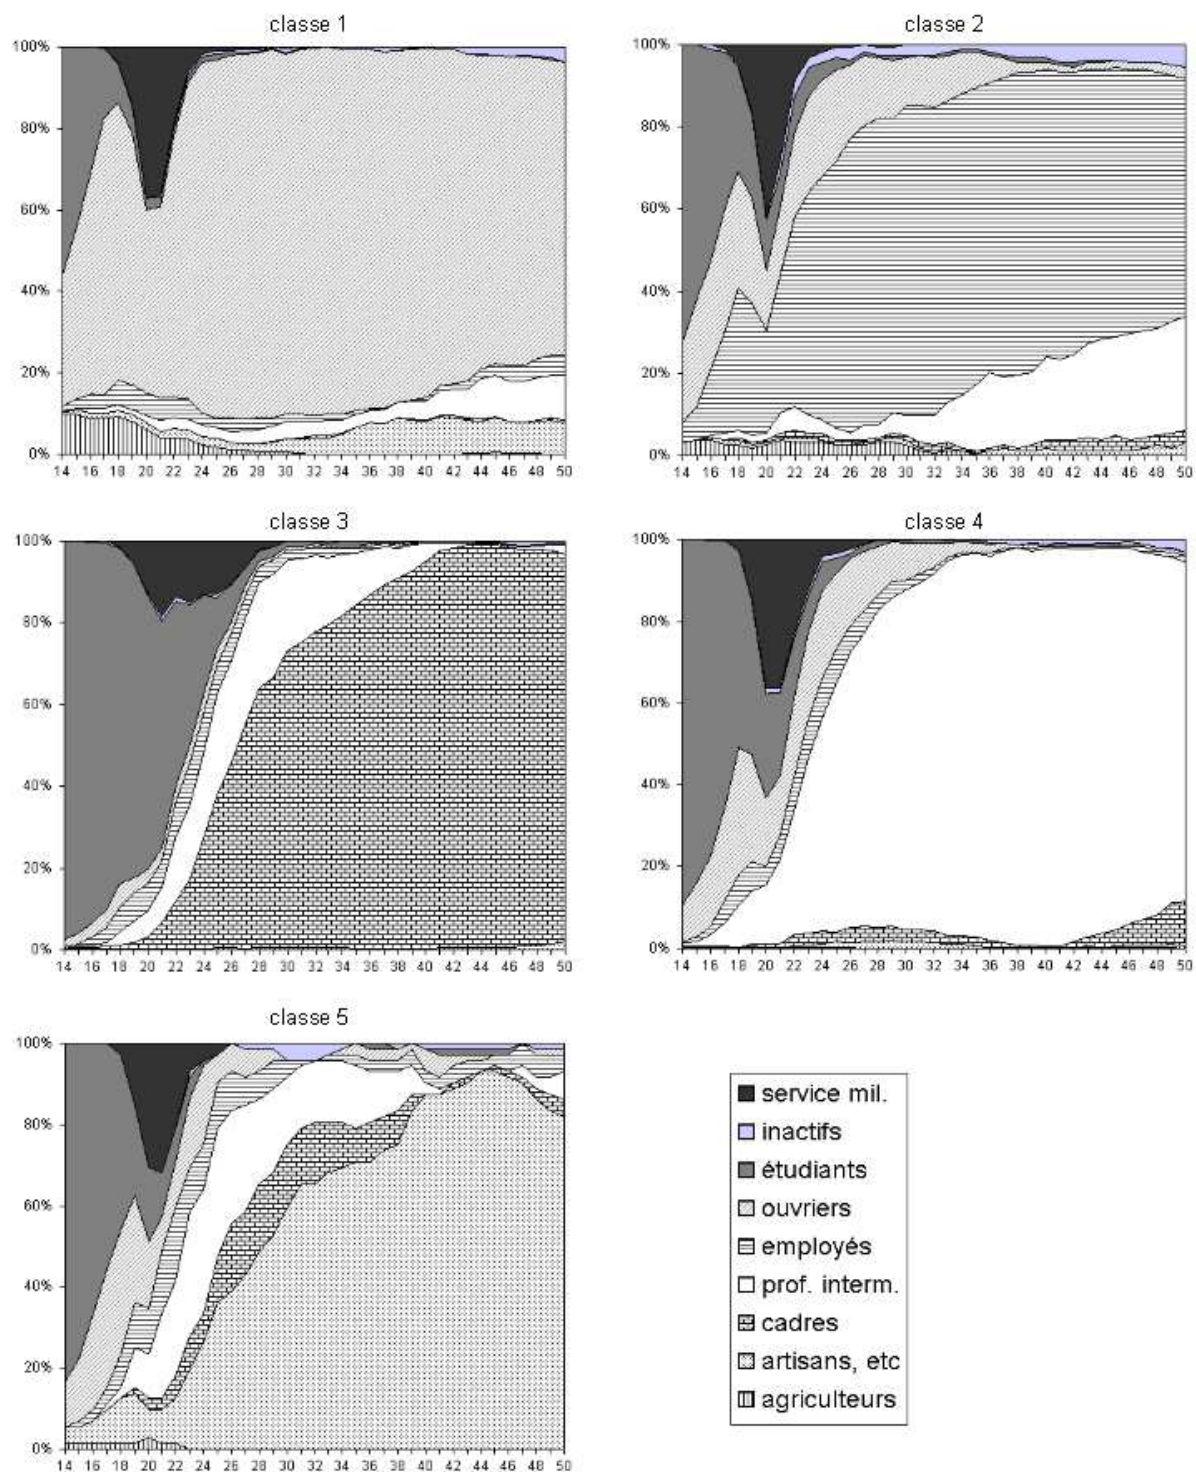 classe 1
100%
80%
60%
40%
20%
0%
14 16 18 20 22 24 26 28 30 32 34 36 38 40 42 44 46 48 50
classe 2
100%
80%
60%
40%
20%
0%
14 16 18 20 22 24 26 28 30 32 34 36 38 40 42 44 46 48 50
classe 3
100%
80%
60%
40%
20%
0%
14 16 18 20 22 24 26 28 30 32 34 36 38 40 42 44 46 48 50
classe 4
100%
80%
60%
40%
20%
0%
14 16 18 20 22 24 26 28 30 32 34 36 38 40 42 44 46 48 50
classe 5
100%
80%
60%
40%
20%
0%
14 16 18 20 22 24 26 28 30 32 34 36 38 40 42 44 46 48 50
service mil.
inactifs
étudiants
ouvriers
employés
prof. interm.
cadres
artisans, etc
agriculteurs